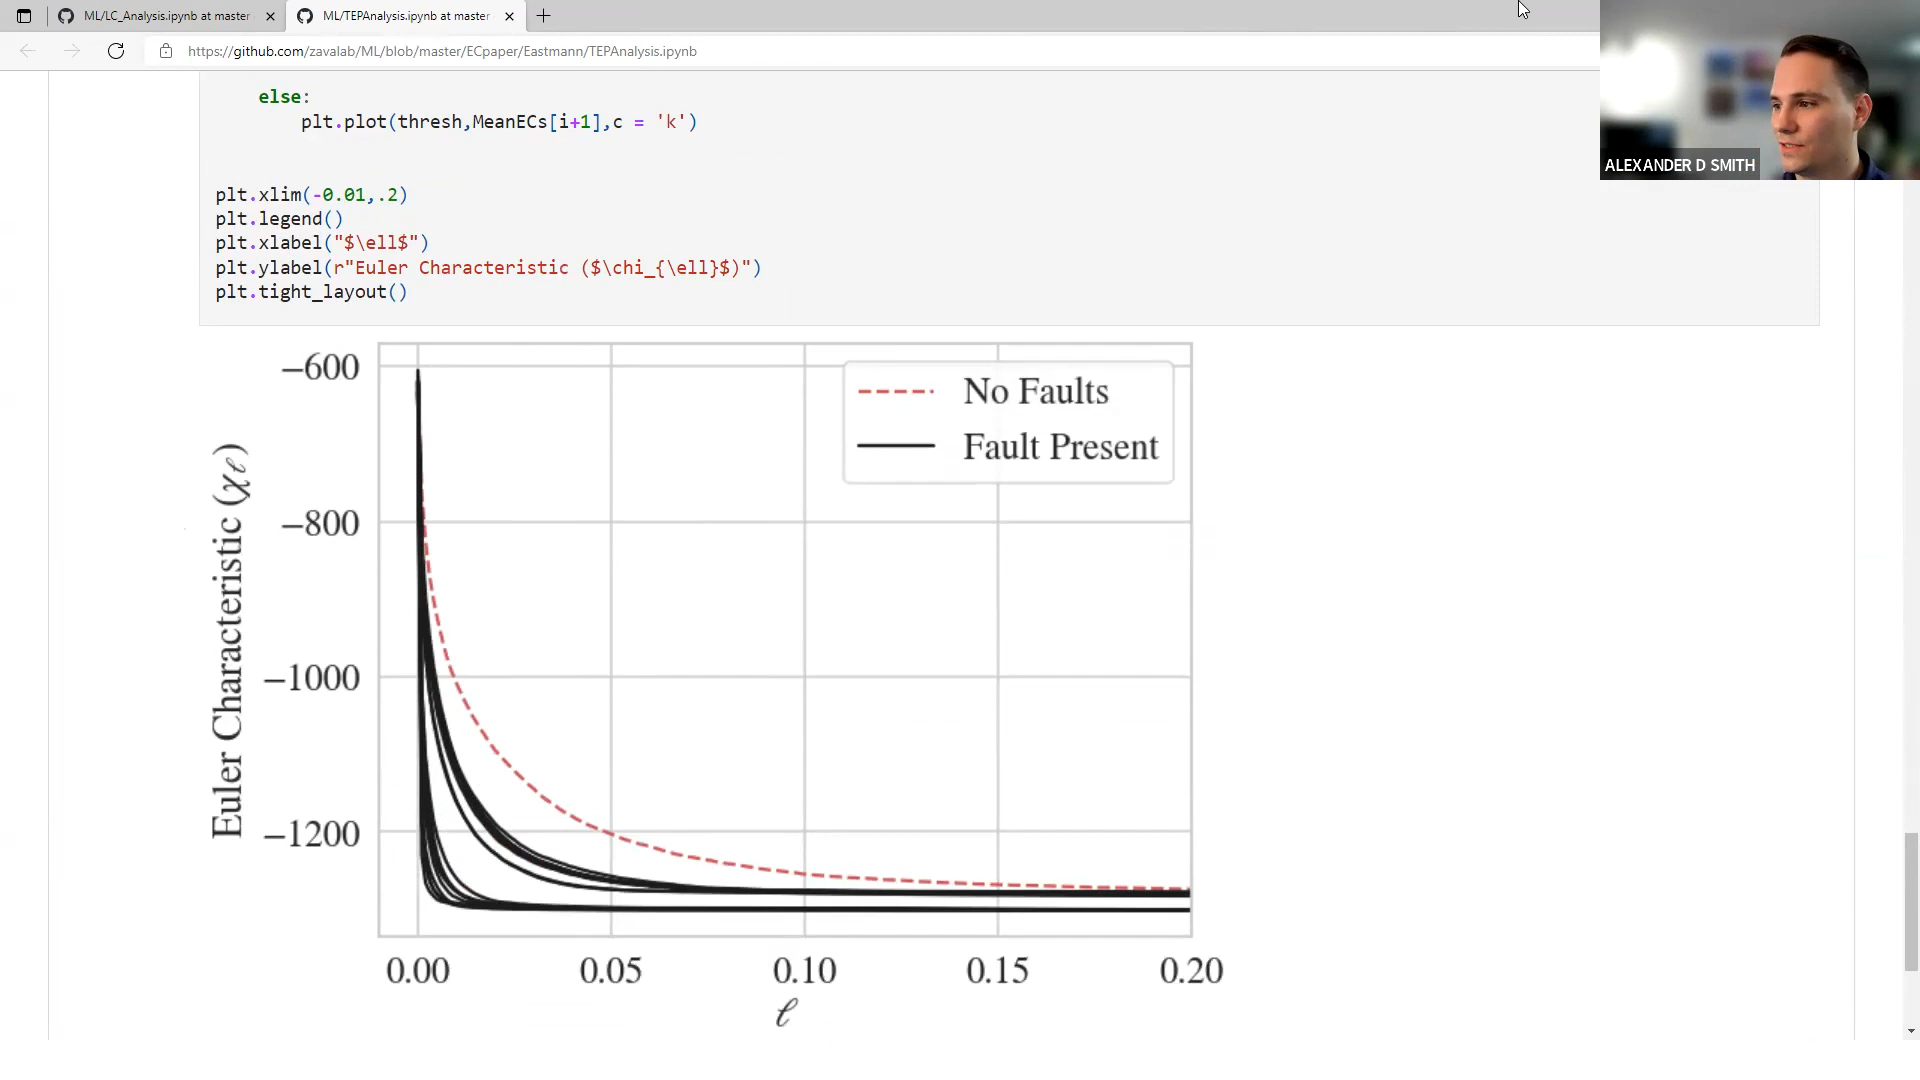 ML/LC_Analysis.ipynb at master
ML/TEPAnalysis.ipynb at master
https://github.com/zavalab/ML/blob/master/ECpaper/Eastmann/TEPAnalysis.ipynb
ALEXANDER D SMITH
else:
plt.plot(thresh,MeanECs[i+1],c = 'k')
plt.xlim(-0.01,.2)
plt.legend()
plt.xlabel("$\ell$")
plt.ylabel(r"Euler Characteristic ($\chi_{\ell}$)")
plt.tight_layout()
No Faults
Fault Present
Euler Characteristic (χℓ)
−600
−800
−1000
−1200
0.00 0.05 0.10 0.15 0.20
ℓ